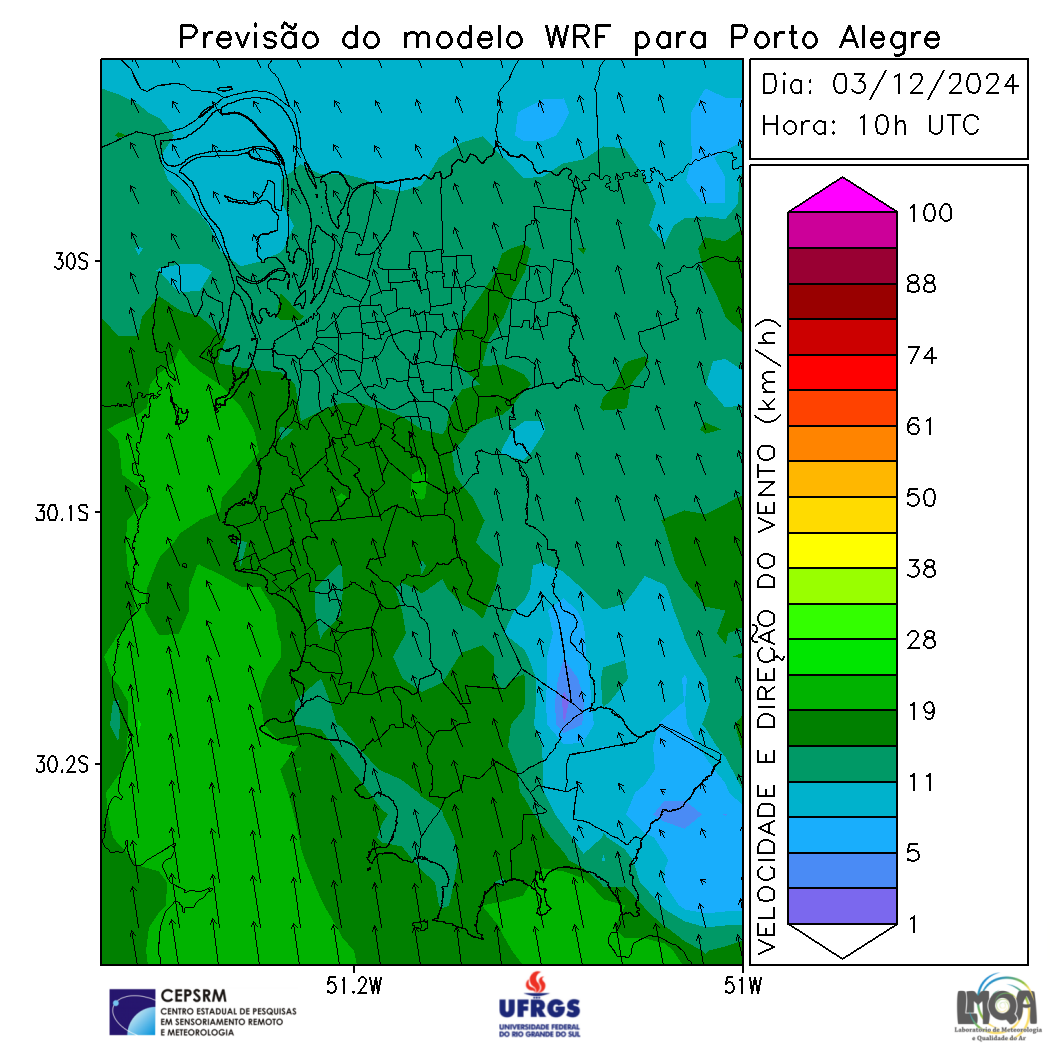 Previsão do modelo WRF para Porto Alegre
Dia: 03/12/2024
Hora: 10h UTC
30S
30.1S
30.2S
51.2W
51W
VELOCIDADE E DIREÇÃO DO VENTO (km/h)
100
88
74
61
50
38
28
19
11
5
1
CEPSRM
CENTRO ESTADUAL DE PESQUISAS
EM SENSORIAMENTO REMOTO
E METEOROLOGIA
UFRGS
UNIVERSIDADE FEDERAL
DO RIO GRANDE DO SUL
LMQA
Laboratório de Meteorologia
e Qualidade do Ar